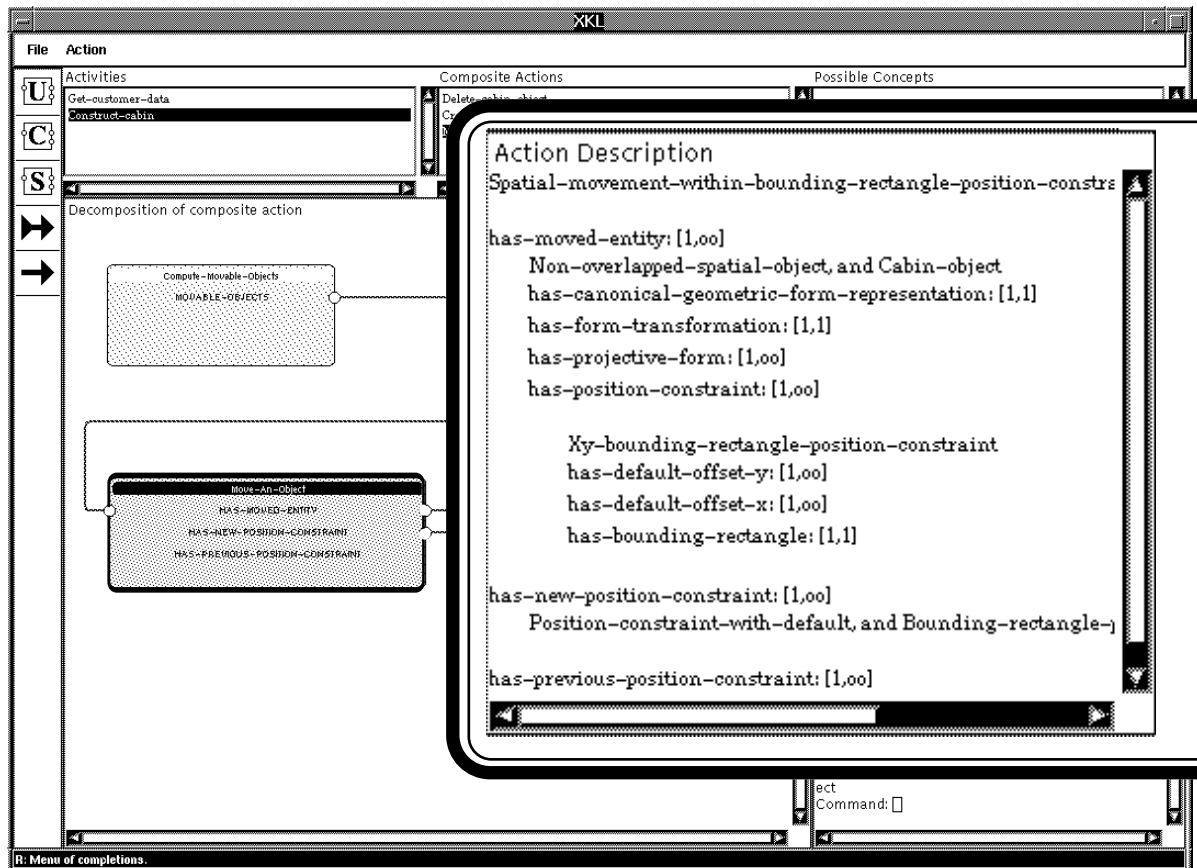 XKL
File Action
Activities
Get-customer-data
Construct-cabin
Composite Actions
Possible Concepts
U
C
S
Decomposition of composite action
Compute-Movable-Objects
MOVABLE-OBJECTS
Move-An-Object
HAS-MOVED-ENTITY
HAS-NEW-POSITION-CONSTRAINT
HAS-PREVIOUS-POSITION-CONSTRAINT
Action Description
Spatial-movement-within-bounding-rectangle-position-constra
has-moved-entity: [1,oo]
Non-overlapped-spatial-object, and Cabin-object
has-canonical-geometric-form-representation: [1,1]
has-form-transformation: [1,1]
has-projective-form: [1,oo]
has-position-constraint: [1,oo]
Xy-bounding-rectangle-position-constraint
has-default-offset-y: [1,oo]
has-default-offset-x: [1,oo]
has-bounding-rectangle: [1,1]
has-new-position-constraint: [1,oo]
Position-constraint-with-default, and Bounding-rectangle-
has-previous-position-constraint: [1,oo]
ect
Command:
R: Menu of completions.